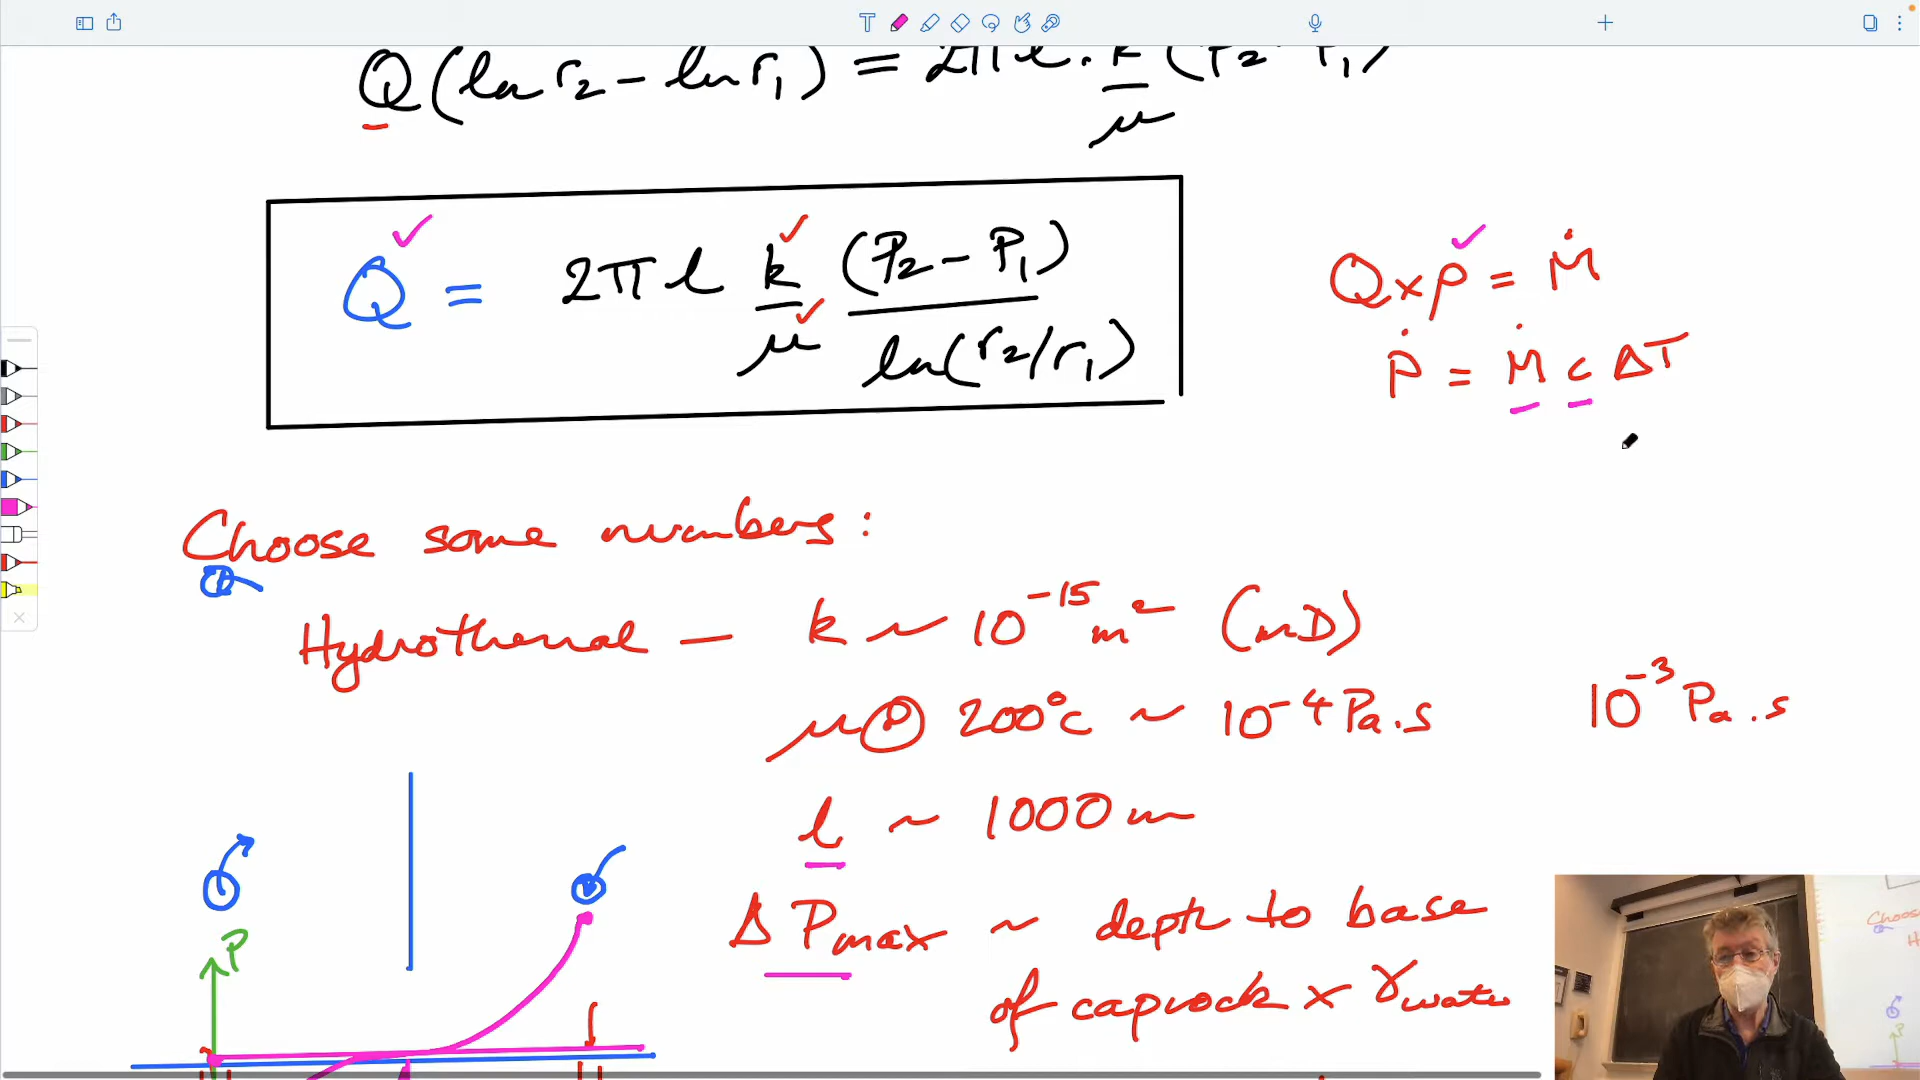 Q(ln r₂ - ln r₁) = 2πl · k/μ (P₂ - P₁)
Q = 2πl k/μ (P₂ - P₁)/ln(r₂/r₁)
Q × ρ = Ṁ
Ṗ = Ṁ c ΔT
Choose some numbers:
Hydrothermal — k ~ 10⁻¹⁵ m² (mD)
μ @ 200°C ~ 10⁻⁴ Pa.s 10⁻³ Pa.s
l ~ 1000 m
Δ Pmax ~ depth to base
of caprock × γwater
P